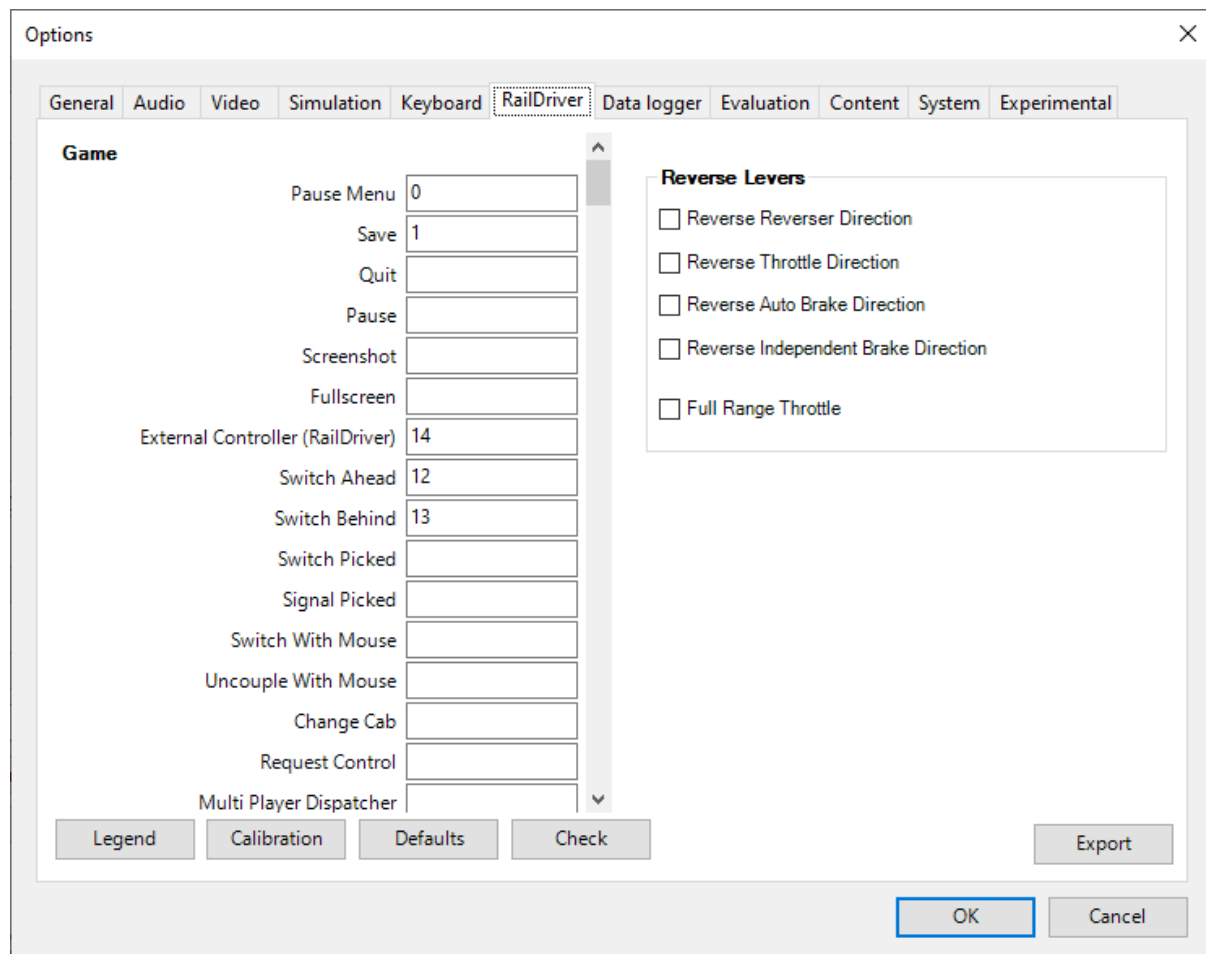 Options
General Audio Video Simulation Keyboard RailDriver Data logger Evaluation Content System Experimental
Game
Pause Menu 0
Save 1
Quit
Pause
Screenshot
Fullscreen
External Controller (RailDriver) 14
Switch Ahead 12
Switch Behind 13
Switch Picked
Signal Picked
Switch With Mouse
Uncouple With Mouse
Change Cab
Request Control
Multi Player Dispatcher
Reverse Levers
Reverse Reverser Direction
Reverse Throttle Direction
Reverse Auto Brake Direction
Reverse Independent Brake Direction
Full Range Throttle
Legend Calibration Defaults Check Export
OK Cancel